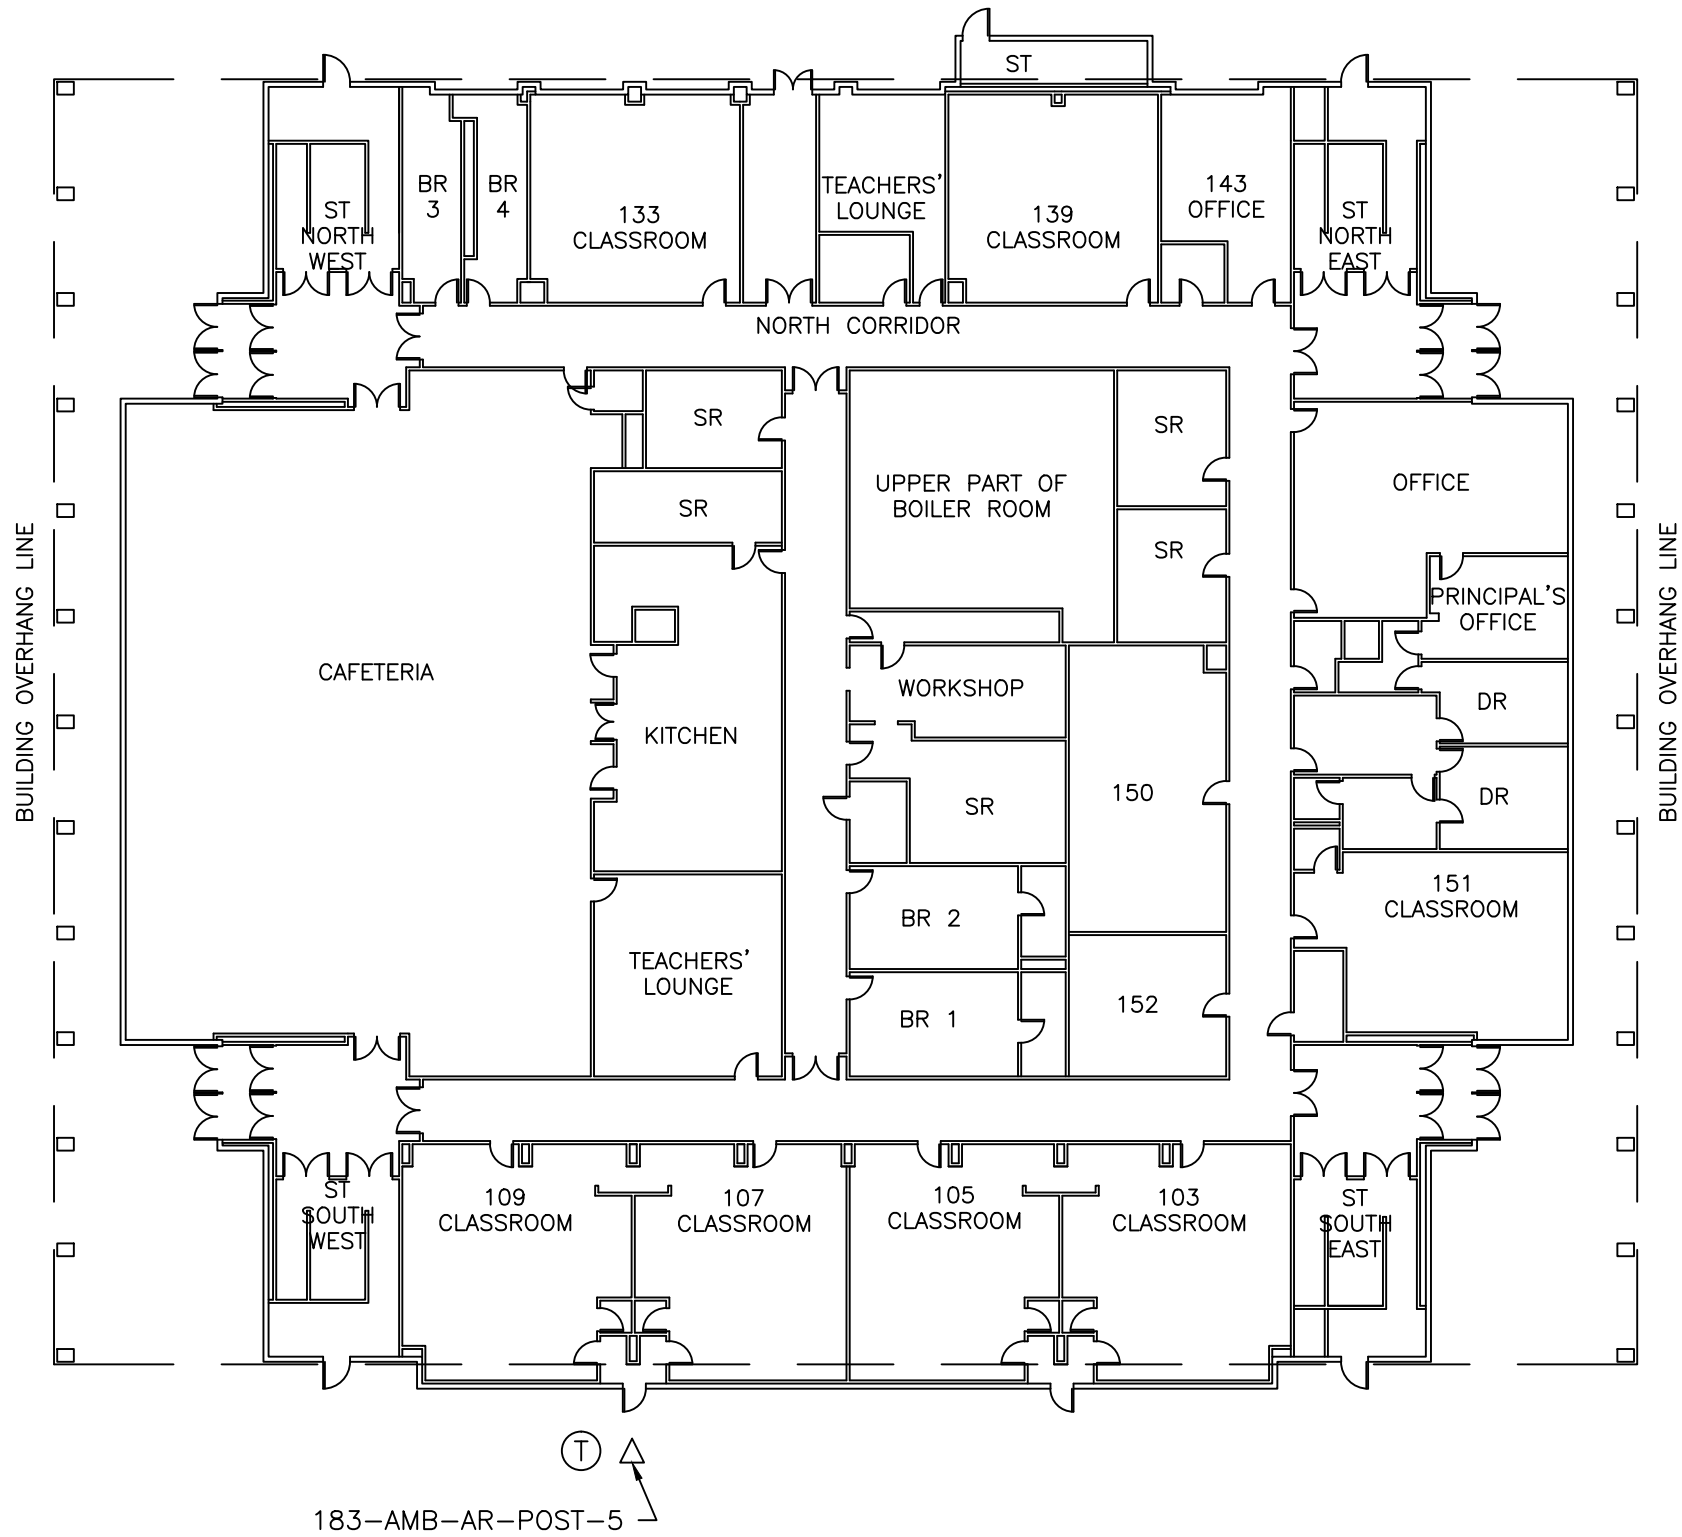 ST
BR
3
BR
4
133
CLASSROOM
TEACHERS'
LOUNGE
139
CLASSROOM
143
OFFICE
ST
NORTH
WEST
ST
NORTH
EAST
NORTH CORRIDOR
SR
SR
UPPER PART OF
BOILER ROOM
SR
SR
OFFICE
PRINCIPAL'S
OFFICE
BUILDING OVERHANG LINE
BUILDING OVERHANG LINE
CAFETERIA
KITCHEN
WORKSHOP
SR
150
DR
DR
151
CLASSROOM
BR 2
BR 1
TEACHERS'
LOUNGE
152
ST
SOUTH
WEST
109
CLASSROOM
107
CLASSROOM
105
CLASSROOM
103
CLASSROOM
ST
SOUTH
EAST
T
183-AMB-AR-POST-5